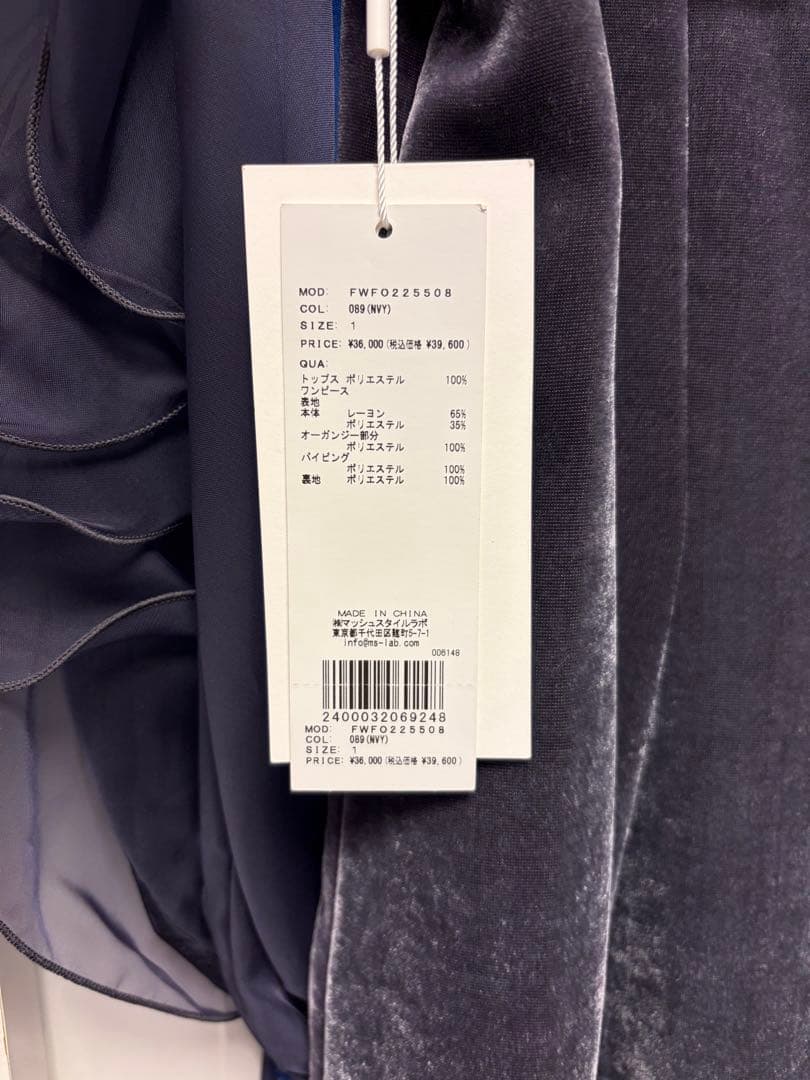 MOD: FWFO225508
COL: 089(NVY)
SIZE: 1
PRICE: ¥36,000(税込価格 ¥39,600)
QUA:
トップス ポリエステル 100%
ワンピース
表地
本体 レーヨン 65%
ポリエステル 35%
オーガンジー部分
ポリエステル 100%
パイピング
ポリエステル 100%
裏地 ポリエステル 100%
MADE IN CHINA
㈱マッシュスタイルラボ
東京都千代田区麹町5-7-1
info@ms-lab.com
006148
2400032069248
MOD: FWFO225508
COL: 089(NVY)
SIZE: 1
PRICE: ¥36,000(税込価格 ¥39,600)